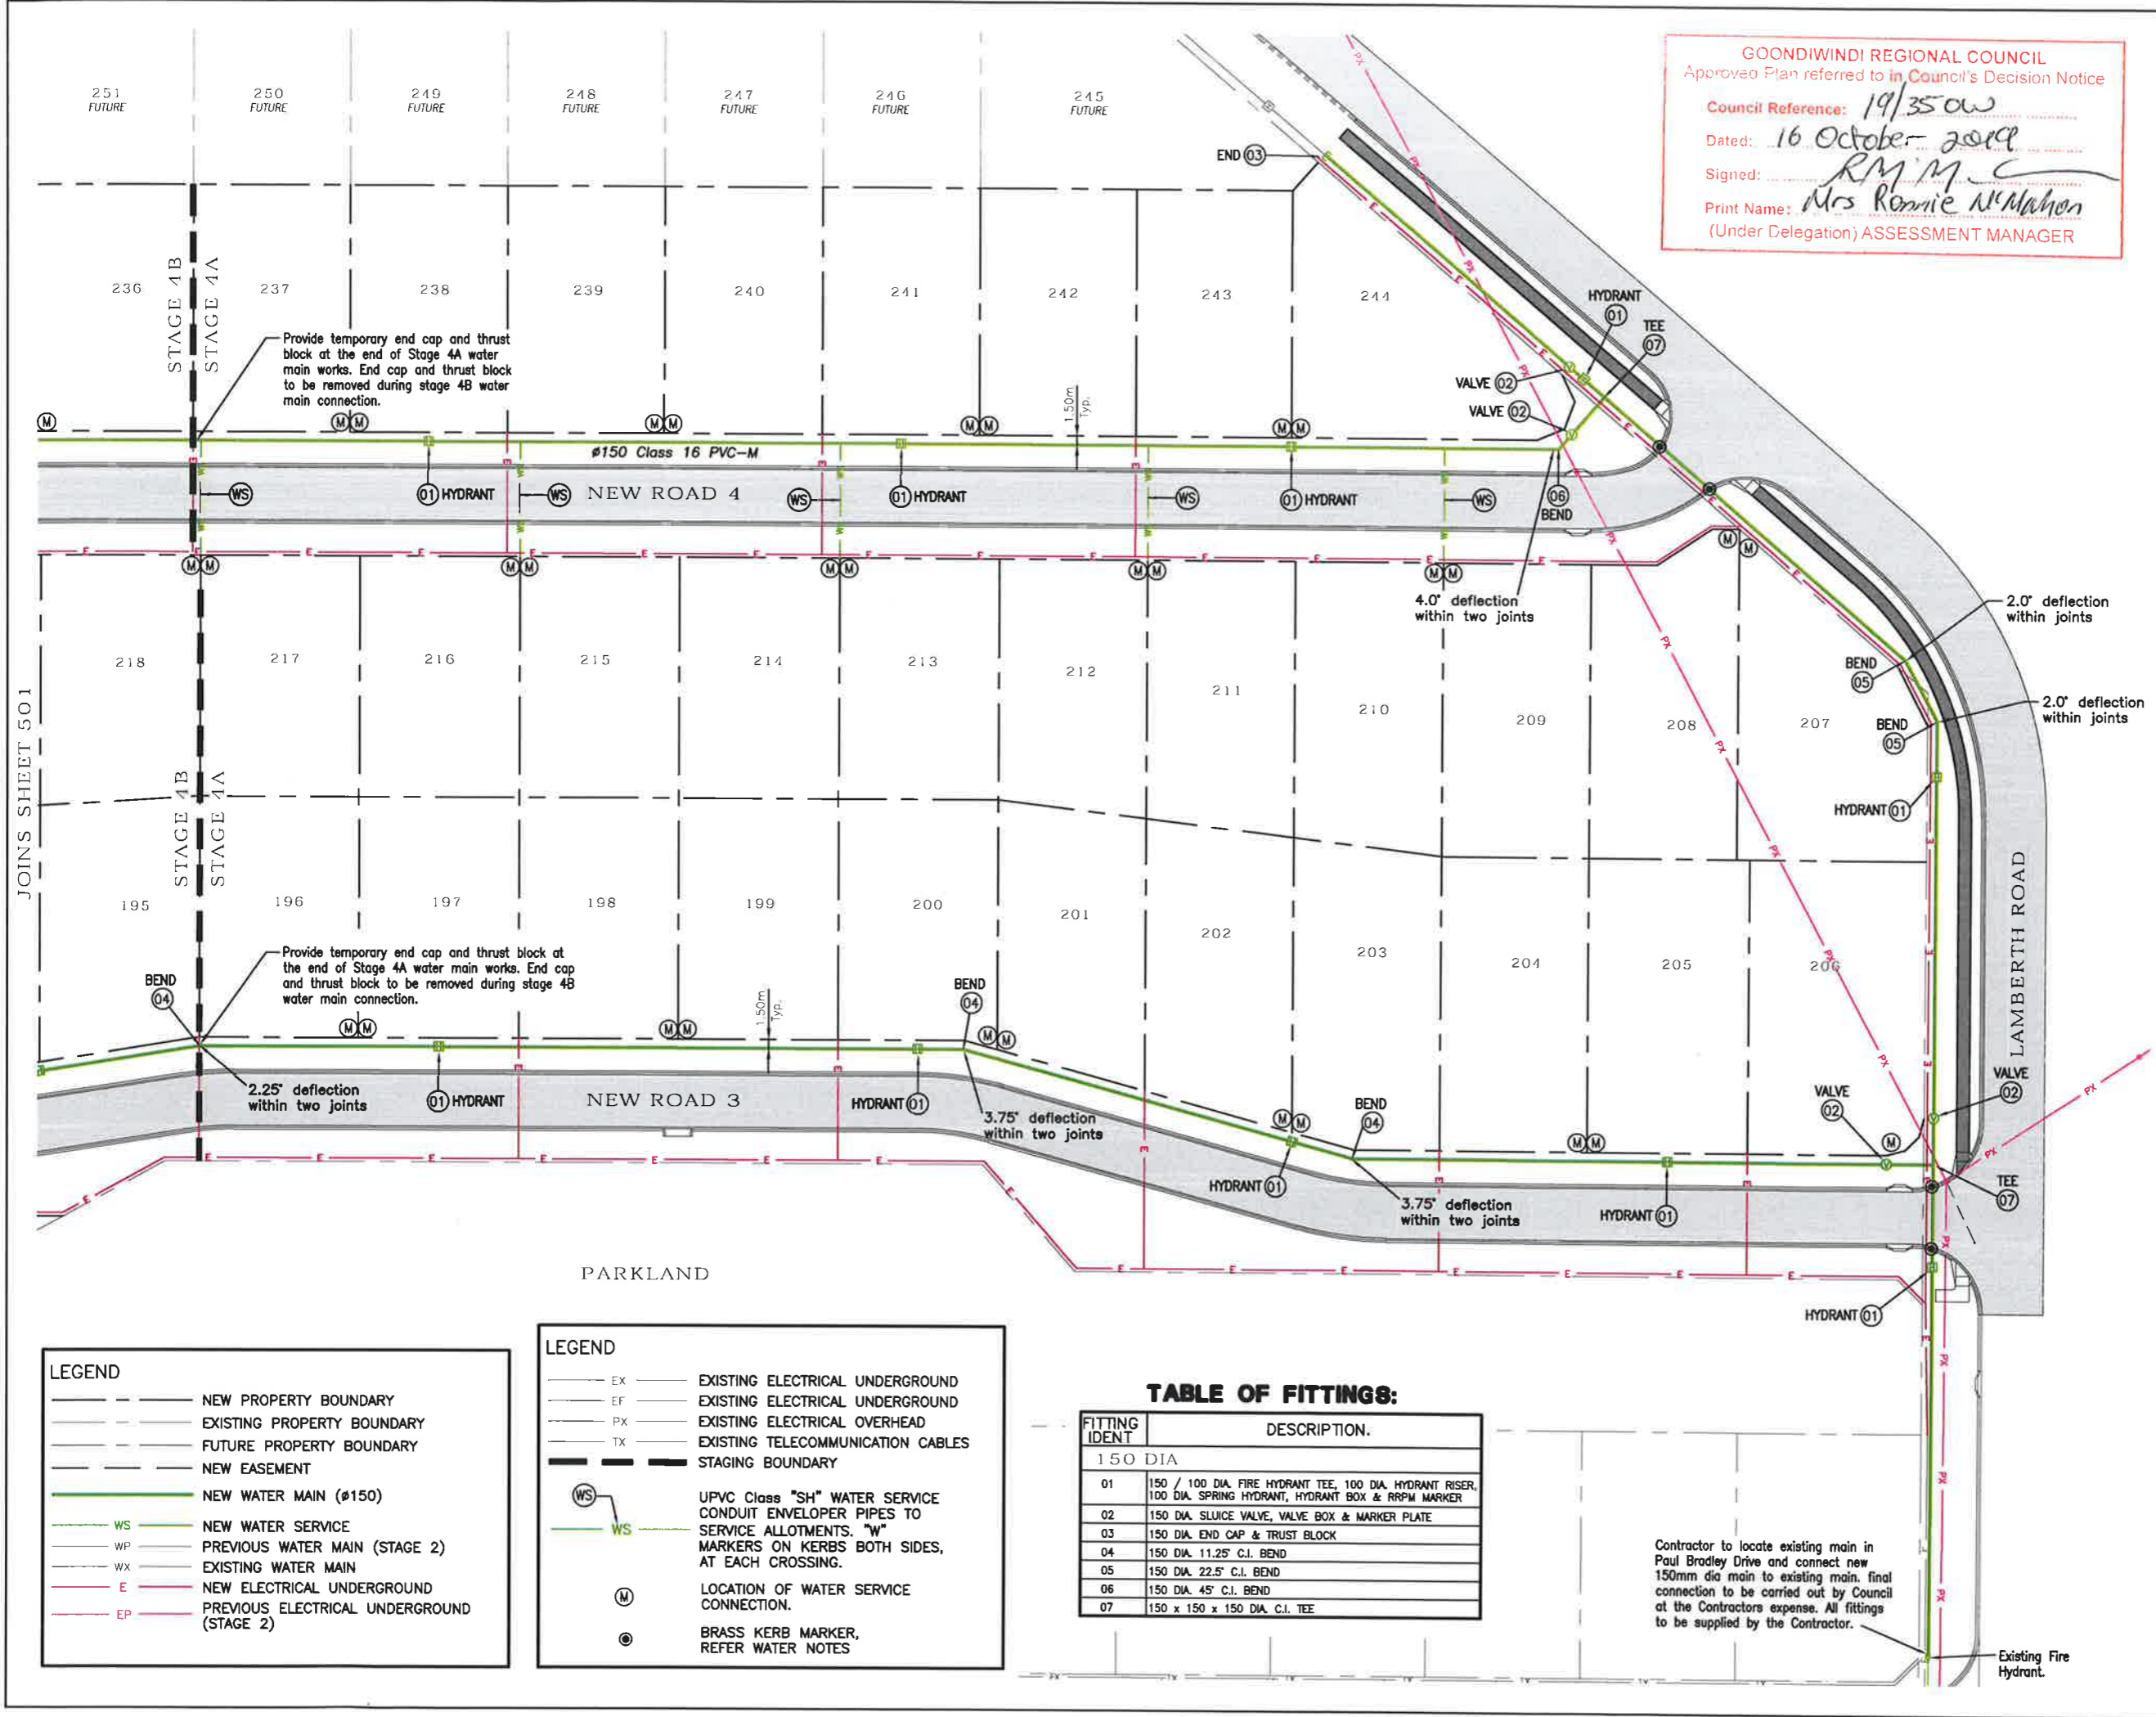 GOONDIWINDI REGIONAL COUNCIL
Approved Plan referred to in Council's Decision Notice
Council Reference: 19/35OW
Dated: 16 October 2019
Signed:
Print Name: Mrs Ronnie McMahon
(Under Delegation) ASSESSMENT MANAGER
251
FUTURE
250
FUTURE
249
FUTURE
248
FUTURE
247
FUTURE
246
FUTURE
245
FUTURE
END 03
PX
236
STAGE 4B
STAGE 4A
237
238
239
240
241
242
243
244
HYDRANT
01
TEE
07
VALVE 02
VALVE 02
Provide temporary end cap and thrust
block at the end of Stage 4A water
main works. End cap and thrust block
to be removed during stage 4B water
main connection.
1.50m
Typ.
M
M M
M M
M M
M M
ø150 Class 16 PVC-M
WS
01 HYDRANT
WS
NEW ROAD 4
WS
01 HYDRANT
WS
01 HYDRANT
WS
06
BEND
E E E E E E E E E E E E E
M M
M M
M M
M M
M M
M M
4.0° deflection
within two joints
2.0° deflection
within joints
BEND
05
2.0° deflection
within joints
BEND
05
HYDRANT 01
JOINS SHEET 501
218
217
216
215
214
213
212
211
210
209
208
207
STAGE 4B
STAGE 4A
LAMBERTH ROAD
195
196
197
198
199
200
201
202
203
204
205
206
Provide temporary end cap and thrust block at
the end of Stage 4A water main works. End cap
and thrust block to be removed during stage 4B
water main connection.
BEND
04
1.50m
Typ.
BEND
04
M M
M M
M M
2.25° deflection
within two joints
01 HYDRANT
NEW ROAD 3
HYDRANT 01
3.75° deflection
within two joints
M M
BEND
04
M M
M
VALVE
02
VALVE
02
HYDRANT 01
3.75° deflection
within two joints
HYDRANT 01
TEE
07
PARKLAND
HYDRANT 01
LEGEND
NEW PROPERTY BOUNDARY
EXISTING PROPERTY BOUNDARY
FUTURE PROPERTY BOUNDARY
NEW EASEMENT
NEW WATER MAIN (ø150)
WS NEW WATER SERVICE
WP PREVIOUS WATER MAIN (STAGE 2)
WX EXISTING WATER MAIN
E NEW ELECTRICAL UNDERGROUND
EP PREVIOUS ELECTRICAL UNDERGROUND
(STAGE 2)
LEGEND
EX EXISTING ELECTRICAL UNDERGROUND
EF EXISTING ELECTRICAL UNDERGROUND
PX EXISTING ELECTRICAL OVERHEAD
TX EXISTING TELECOMMUNICATION CABLES
STAGING BOUNDARY
WS UPVC Class "SH" WATER SERVICE
CONDUIT ENVELOPER PIPES TO
WS SERVICE ALLOTMENTS. "W"
MARKERS ON KERBS BOTH SIDES,
AT EACH CROSSING.
M LOCATION OF WATER SERVICE
CONNECTION.
BRASS KERB MARKER,
REFER WATER NOTES
TABLE OF FITTINGS:
FITTING
IDENT
DESCRIPTION.
150 DIA
01 150 / 100 DIA. FIRE HYDRANT TEE, 100 DIA. HYDRANT RISER,
100 DIA. SPRING HYDRANT, HYDRANT BOX & RRPM MARKER
02 150 DIA. SLUICE VALVE, VALVE BOX & MARKER PLATE
03 150 DIA. END CAP & TRUST BLOCK
04 150 DIA. 11.25° C.I. BEND
05 150 DIA. 22.5° C.I. BEND
06 150 DIA. 45° C.I. BEND
07 150 x 150 x 150 DIA. C.I. TEE
Contractor to locate existing main in
Paul Bradley Drive and connect new
150mm dia main to existing main. final
connection to be carried out by Council
at the Contractors expense. All fittings
to be supplied by the Contractor.
Existing Fire
Hydrant.